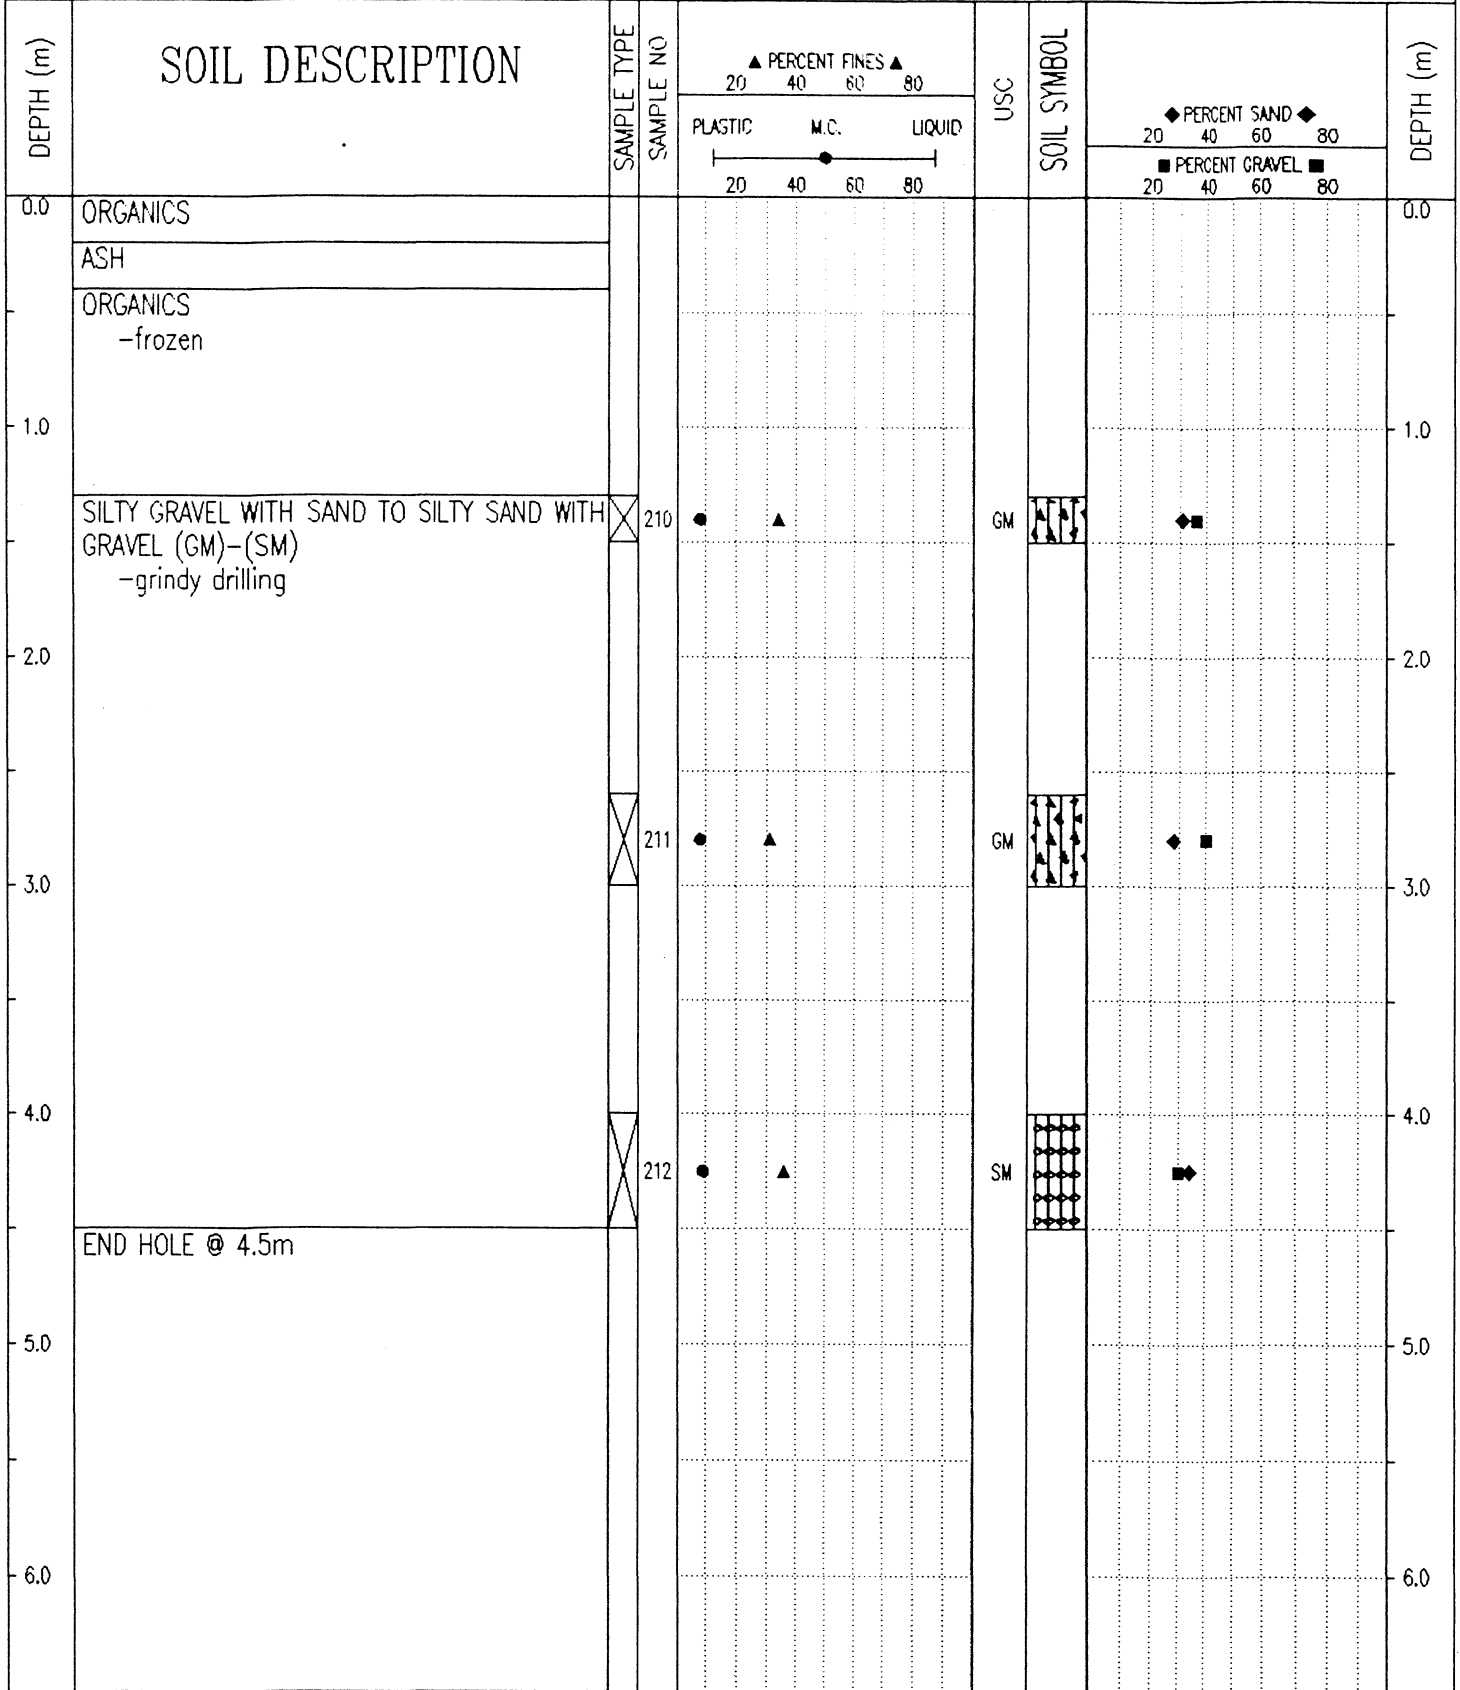 DEPTH (m)
SOIL DESCRIPTION
SAMPLE TYPE
SAMPLE NO
▲ PERCENT FINES ▲
20 40 60 80
PLASTIC M.C. LIQUID
20 40 60 80
USC
SOIL SYMBOL
◆ PERCENT SAND ◆
20 40 60 80
■ PERCENT GRAVEL ■
20 40 60 80
DEPTH (m)
0.0 ORGANICS 0.0
ASH
ORGANICS
-frozen
1.0 1.0
SILTY GRAVEL WITH SAND TO SILTY SAND WITH 210 GM
GRAVEL (GM)-(SM)
-grindy drilling
2.0 2.0
211 GM
3.0 3.0
4.0 4.0
212 SM
END HOLE @ 4.5m
5.0 5.0
6.0 6.0